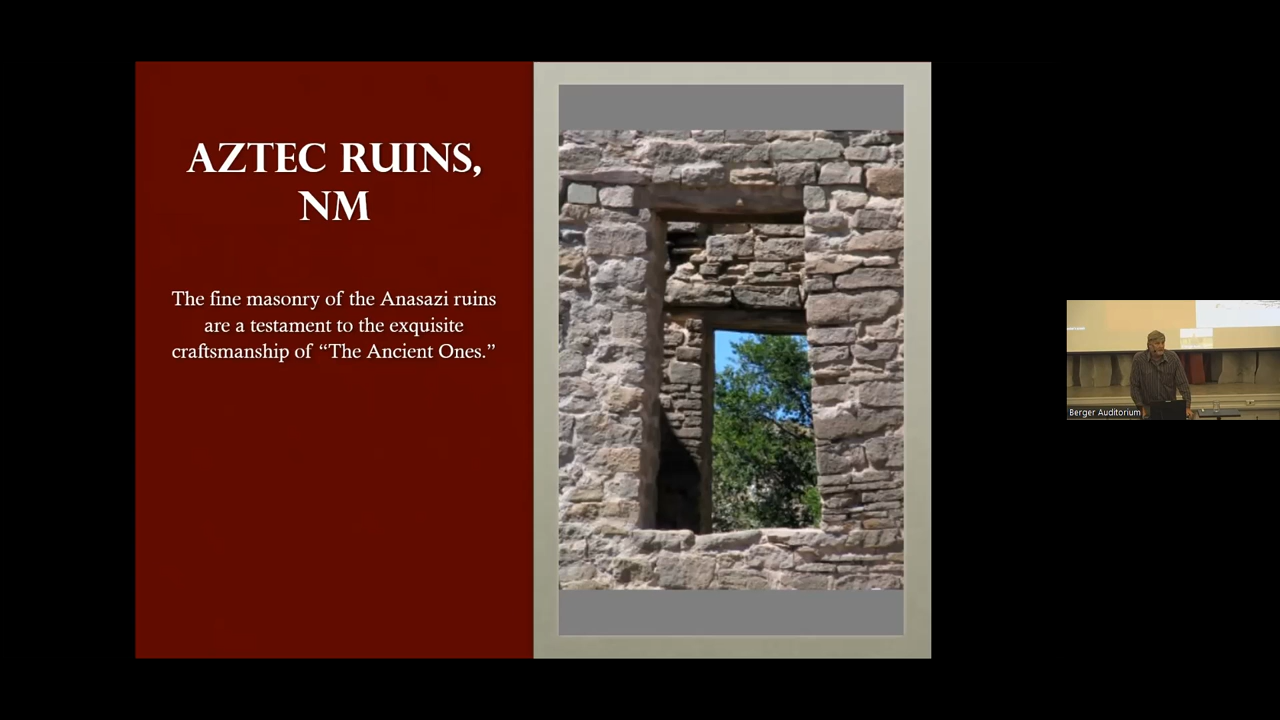 AZTEC RUINS,
NM
The fine masonry of the Anasazi ruins
are a testament to the exquisite
craftsmanship of “The Ancient Ones.”
Berger Auditorium